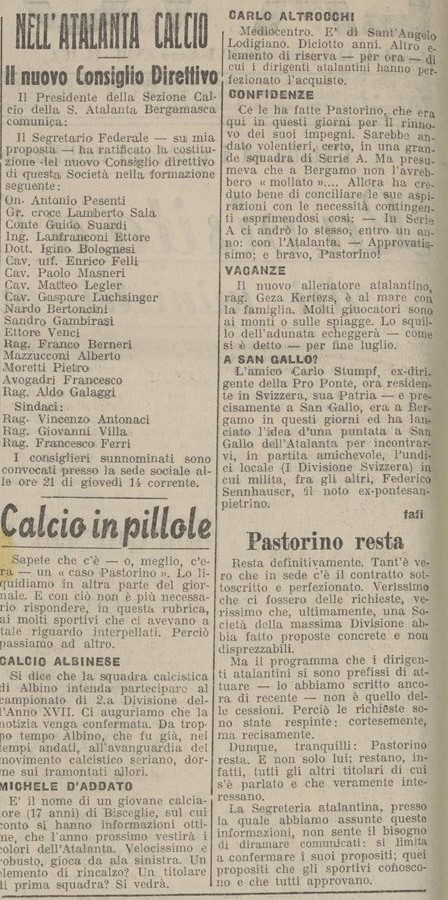 NELL'ATALANTA CALCIO
Il nuovo Consiglio Direttivo
Il Presidente della Sezione Cal-
cio della S. Atalanta Bergamasca
comunica:
Il Segretario Federale — su mia
proposta — ha ratificato la costitu-
zione del nuovo Consiglio direttivo
di questa Società nella formazione
seguente:
On. Antonio Pesenti
Gr. croce Lamberto Sala
Conte Guido Suardi
Ing. Lanfranconi Ettore
Dott. Igino Bolognesi
Cav. uff. Enrico Felli
Cav. Paolo Masneri
Cav. Matteo Legler
Cav. Gaspare Luchsinger
Nardo Bertoncini
Sandro Gambirasi
Ettore Venci
Rag. Franco Berneri
Mazzucconi Alberto
Moretti Pietro
Avogadri Francesco
Rag. Aldo Galaggi
Sindaci:
Rag. Vincenzo Antonaci
Rag. Giovanni Villa
Rag. Francesco Ferri
I consiglieri sunnominati sono
convocati presso la sede sociale al-
le ore 21 di giovedì 14 corrente.
Calcio in pillole
Sapete che c'è — o, meglio, c'e-
ra — un « caso Pastorino ». Lo li-
quidiamo in altra parte del gior-
nale. E con ciò non è più necessa-
rio rispondere, in questa rubrica,
ai molti sportivi che ci avevano a
tale riguardo interpellati. Perciò
passiamo ad altro.
CALCIO ALBINESE
Si dice che la squadra calcistica
di Albino intenda partecipare al
campionato di 2.a Divisione del-
l'Anno XVII. Ci auguriamo che la
notizia venga confermata. Da trop-
po tempo Albino, che fu già, nei
tempi andati, all'avanguardia del
movimento calcistico seriano, dor-
me sui tramontati allori.
MICHELE D'ADDATO
E' il nome di un giovane calcia-
tore (17 anni) di Bisceglie, sul cui
conto si hanno informazioni otti-
me, che l'anno prossimo vestirà i
colori dell'Atalanta. Velocissimo e
robusto, gioca da ala sinistra. Un
elemento di rincalzo? Un titolare
di prima squadra? Si vedrà.
CARLO ALTROCCHI
Mediocentro. E' di Sant'Angelo
Lodigiano. Diciotto anni. Altro e-
lemento di riserva — per ora — di
cui i dirigenti atalantini hanno per-
fezionato l'acquisto.
CONFIDENZE
Ce le ha fatte Pastorino, che era
qui in questi giorni per il rinno-
vo dei suoi impegni. Sarebbe an-
dato volentieri, certo, in una gran-
de squadra di Serie A. Ma presu-
meva che a Bergamo non l'avreb-
bero « mollato ».... Allora ha cre-
duto bene di conciliare le sue aspi-
razioni con le necessità contingen-
ti esprimendosi così: — In Serie
A ci andrò lo stesso, entro un an-
no: con l'Atalanta. — Approvatis-
simo; e bravo, Pastorino!
VACANZE
Il nuovo allenatore atalantino,
rag. Geza Kertezs, è al mare con
la famiglia. Molti giuocatori sono
ai monti o sulle spiagge. Lo squil-
lo dell'adunata echeggerà — come
si è detto — per fine luglio.
A SAN GALLO?
L'amico Carlo Stumpf, ex-diri-
gente della Pro Ponte, ora residen-
te in Svizzera, sua Patria — e pre-
cisamente a San Gallo, era a Ber-
gamo in questi giorni ed ha lan-
ciato l'idea d'una puntata a San
Gallo dell'Atalanta per incontrar-
vi, in partita amichevole, l'undi-
ci locale (I Divisione Svizzera) in
cui milita, fra gli altri, Federico
Sennhauser, il noto ex-pontesan-
pietrino.
fafi
Pastorino resta
Resta definitivamente. Tant'è ve-
ro che in sede c'è il contratto sot-
toscritto e perfezionato. Verissimo
che ci fossero delle richieste, ve-
rissimo che, ultimamente, una So-
cietà della massima Divisione ab-
bia fatto proposte concrete e non
disprezzabili.
Ma il programma che i dirigen-
ti atalantini si sono prefissi di at-
tuare — lo abbiamo scritto anco-
ra di recente — non è quello del-
le cessioni. Perciò le richieste so-
no state respinte; cortesemente,
ma recisamente.
Dunque, tranquilli: Pastorino
resta. E non solo lui; restano, in-
fatti, tutti gli altri titolari di cui
s'è parlato e che veramente inte-
ressano.
La Segreteria atalantina, presso
la quale abbiamo assunte queste
informazioni, non sente il bisogno
di diramare comunicati: si limita
a confermare i suoi propositi; quei
propositi che gli sportivi conosco-
no e che tutti approvano.